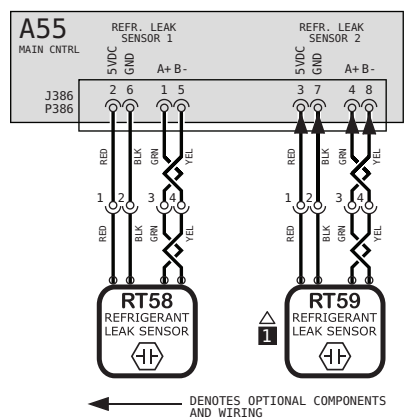 A55
MAIN CNTRL
REFR. LEAK
SENSOR 1
REFR. LEAK
SENSOR 2
5VDC GND A+ B-
5VDC GND A+ B-
J386
P386
2 6 1 5
3 7 4 8
RED BLK GRN YEL
RED BLK GRN YEL
1 2 3 4
1 2 3 4
RED BLK GRN YEL
RED BLK GRN YEL
RT58
REFRIGERANT
LEAK SENSOR
1
RT59
REFRIGERANT
LEAK SENSOR
DENOTES OPTIONAL COMPONENTS
AND WIRING